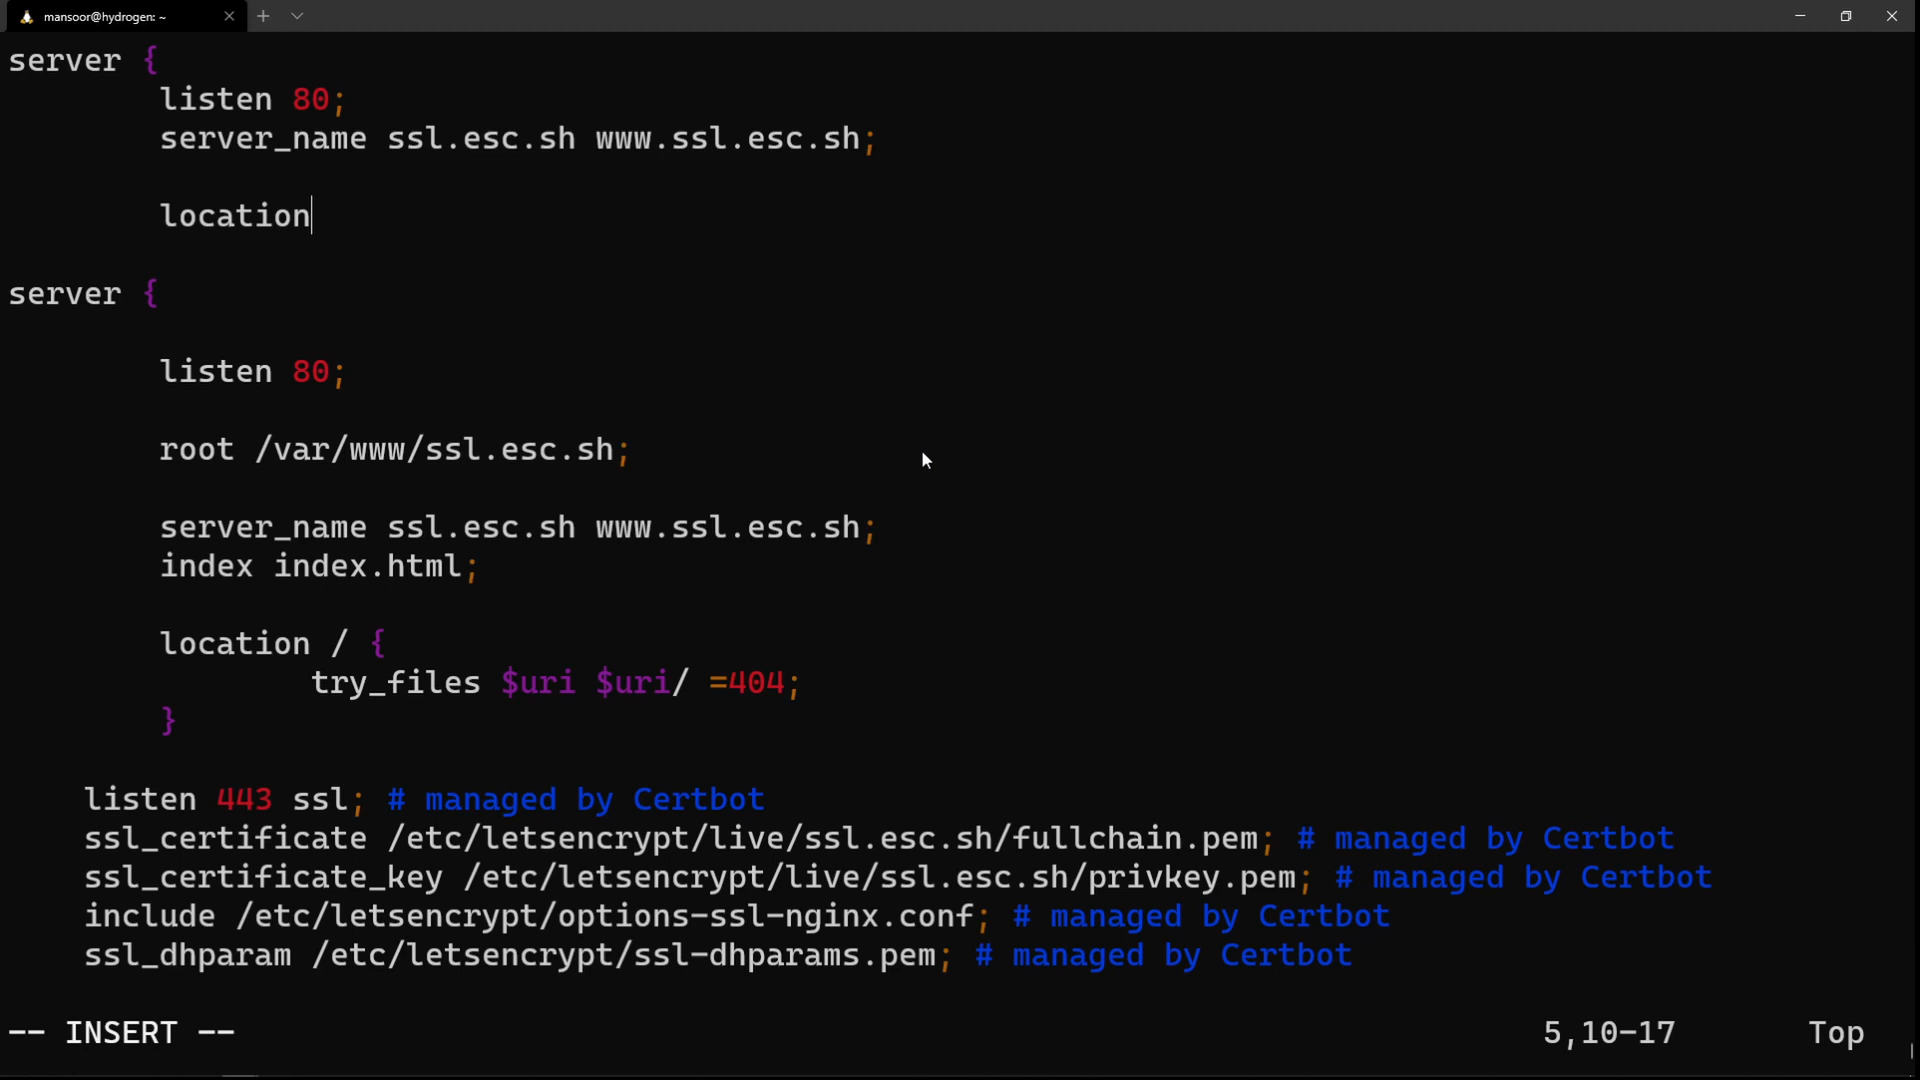 mansoor@hydrogen: ~
server {
listen 80;
server_name ssl.esc.sh www.ssl.esc.sh;
location
server {
listen 80;
root /var/www/ssl.esc.sh;
server_name ssl.esc.sh www.ssl.esc.sh;
index index.html;
location / {
try_files $uri $uri/ =404;
}
listen 443 ssl; # managed by Certbot
ssl_certificate /etc/letsencrypt/live/ssl.esc.sh/fullchain.pem; # managed by Certbot
ssl_certificate_key /etc/letsencrypt/live/ssl.esc.sh/privkey.pem; # managed by Certbot
include /etc/letsencrypt/options-ssl-nginx.conf; # managed by Certbot
ssl_dhparam /etc/letsencrypt/ssl-dhparams.pem; # managed by Certbot
-- INSERT -- 5,10-17 Top